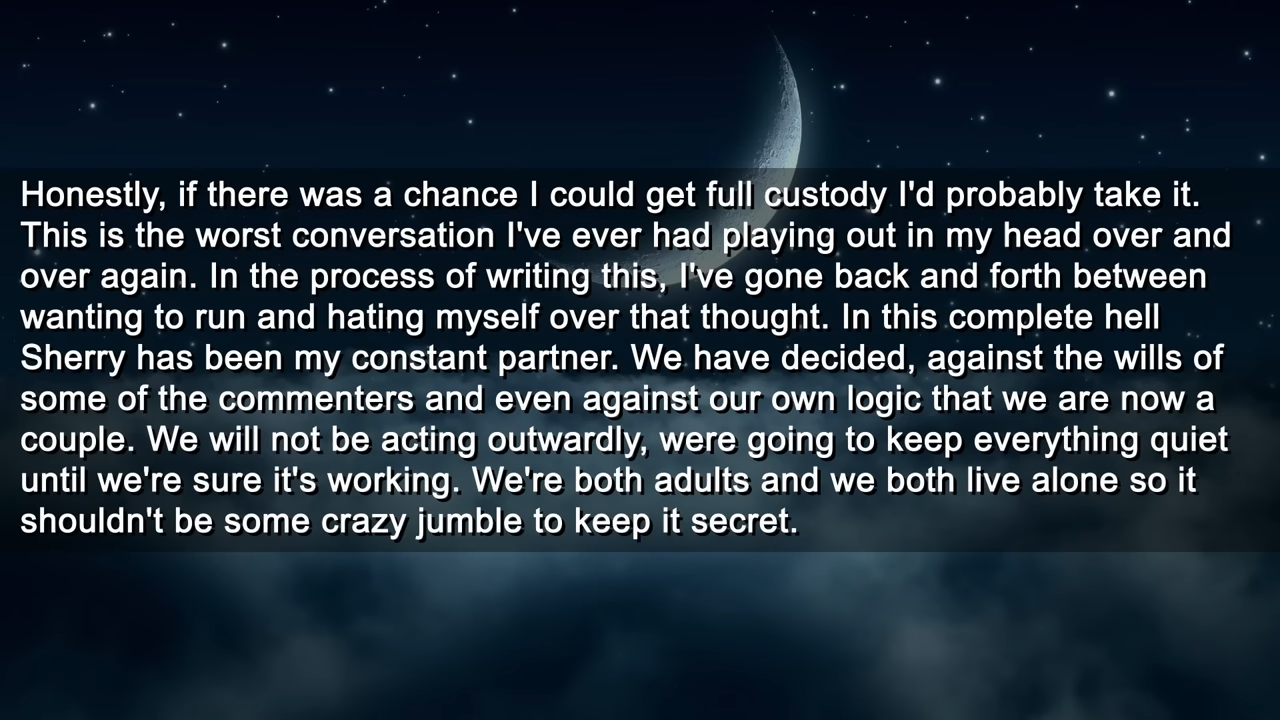 Honestly, if there was a chance I could get full custody I'd probably take it.
This is the worst conversation I've ever had playing out in my head over and
over again. In the process of writing this, I've gone back and forth between
wanting to run and hating myself over that thought. In this complete hell
Sherry has been my constant partner. We have decided, against the wills of
some of the commenters and even against our own logic that we are now a
couple. We will not be acting outwardly, were going to keep everything quiet
until we're sure it's working. We're both adults and we both live alone so it
shouldn't be some crazy jumble to keep it secret.